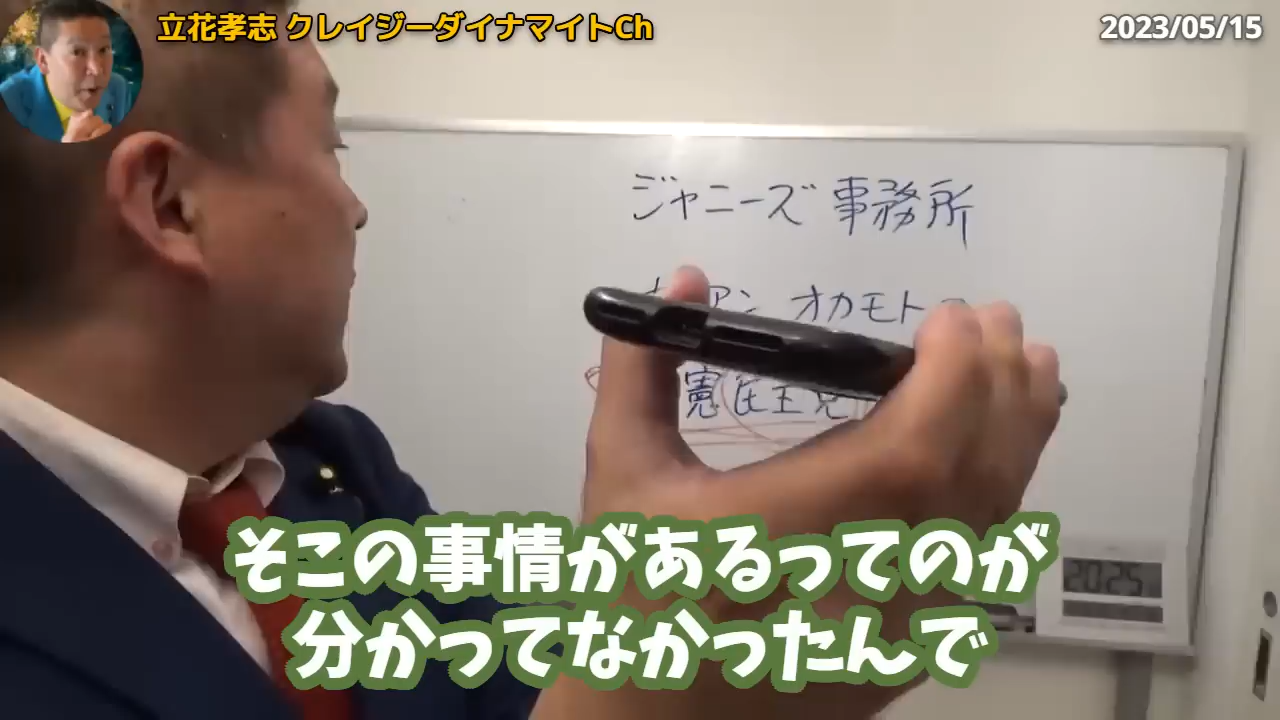 立花孝志 クレイジーダイナマイトCh
2023/05/15
ジャニーズ 事務所
オカモト
そこの事情があるってのが
分かってなかったんで
20:25